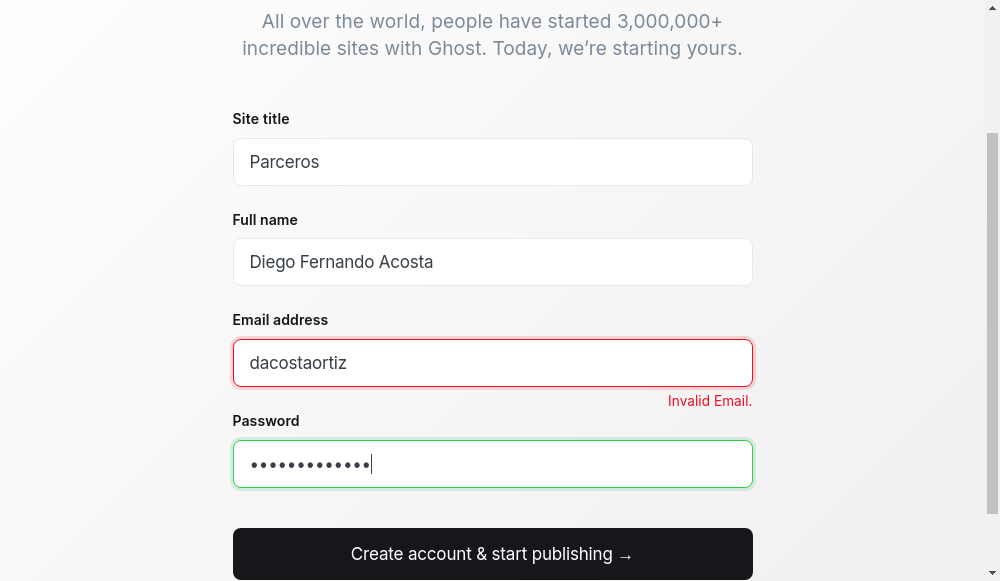 All over the world, people have started 3,000,000+
incredible sites with Ghost. Today, we’re starting yours.
Site title
Parceros
Full name
Diego Fernando Acosta
Email address
dacostaortiz
Invalid Email.
Password
•••••••••••••
Create account & start publishing →